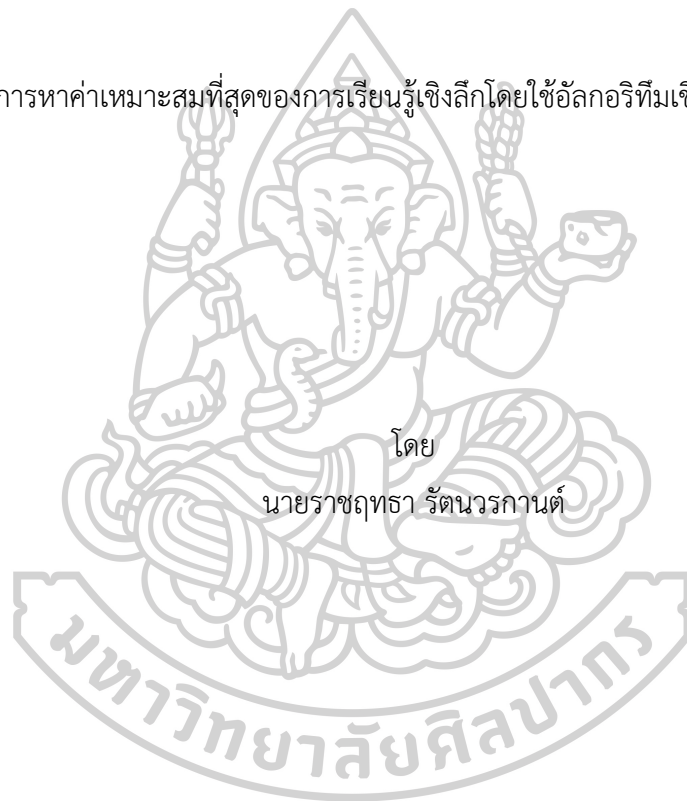 การหาค่าเหมาะสมที่สุดของการเรียนรู้เชิงลึกโดยใช้อัลกอริทึม
โดย
นายราชฤทธา รัตนวรกานต์
มหาวิทยาลัยศิลปากร